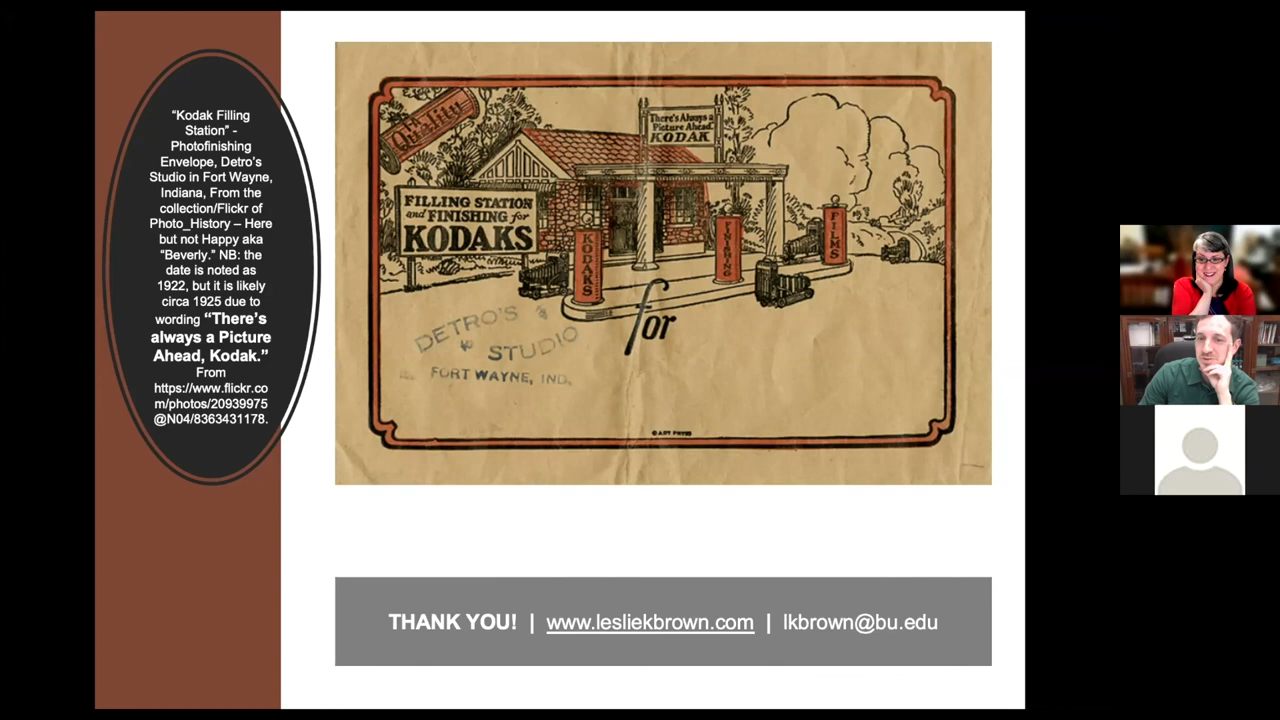 “Kodak Filling
Station” -
Photofinishing
Envelope, Detro’s
Studio in Fort Wayne,
Indiana, From the
collection/Flickr of
Photo_History – Here
but not Happy aka
“Beverly.” NB: the
date is noted as
1922, but it is likely
circa 1925 due to
wording “There’s
always a Picture
Ahead, Kodak.”
From
https://www.flickr.co
m/photos/20939975
@N04/8363431178.
Quality
There's Always a
Picture Ahead.
KODAK
FILLING STATION
and FINISHING for
KODAKS
KODAKS
FINISHING
FILMS
for
DETRO'S
STUDIO
FORT WAYNE, IND.
THANK YOU! | www.lesliekbrown.com | lkbrown@bu.edu